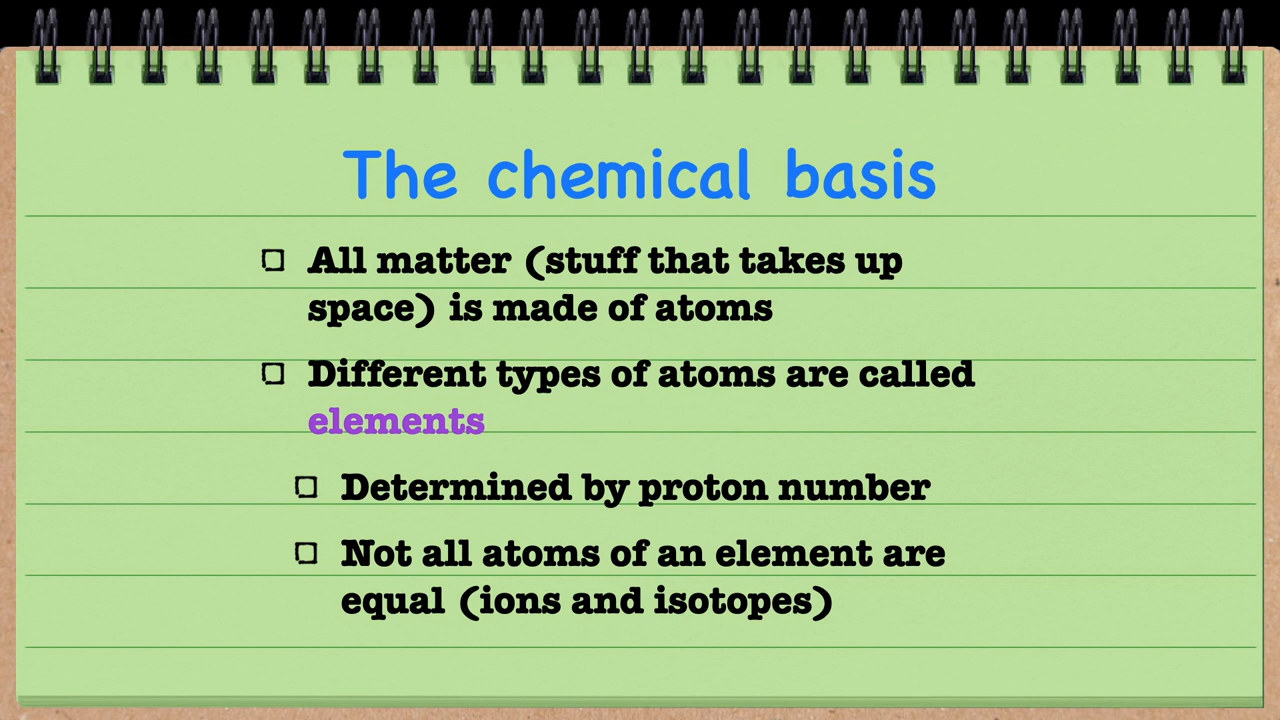 The chemical basis
All matter (stuff that takes up
space) is made of atoms
Different types of atoms are called
elements
Determined by proton number
Not all atoms of an element are
equal (ions and isotopes)